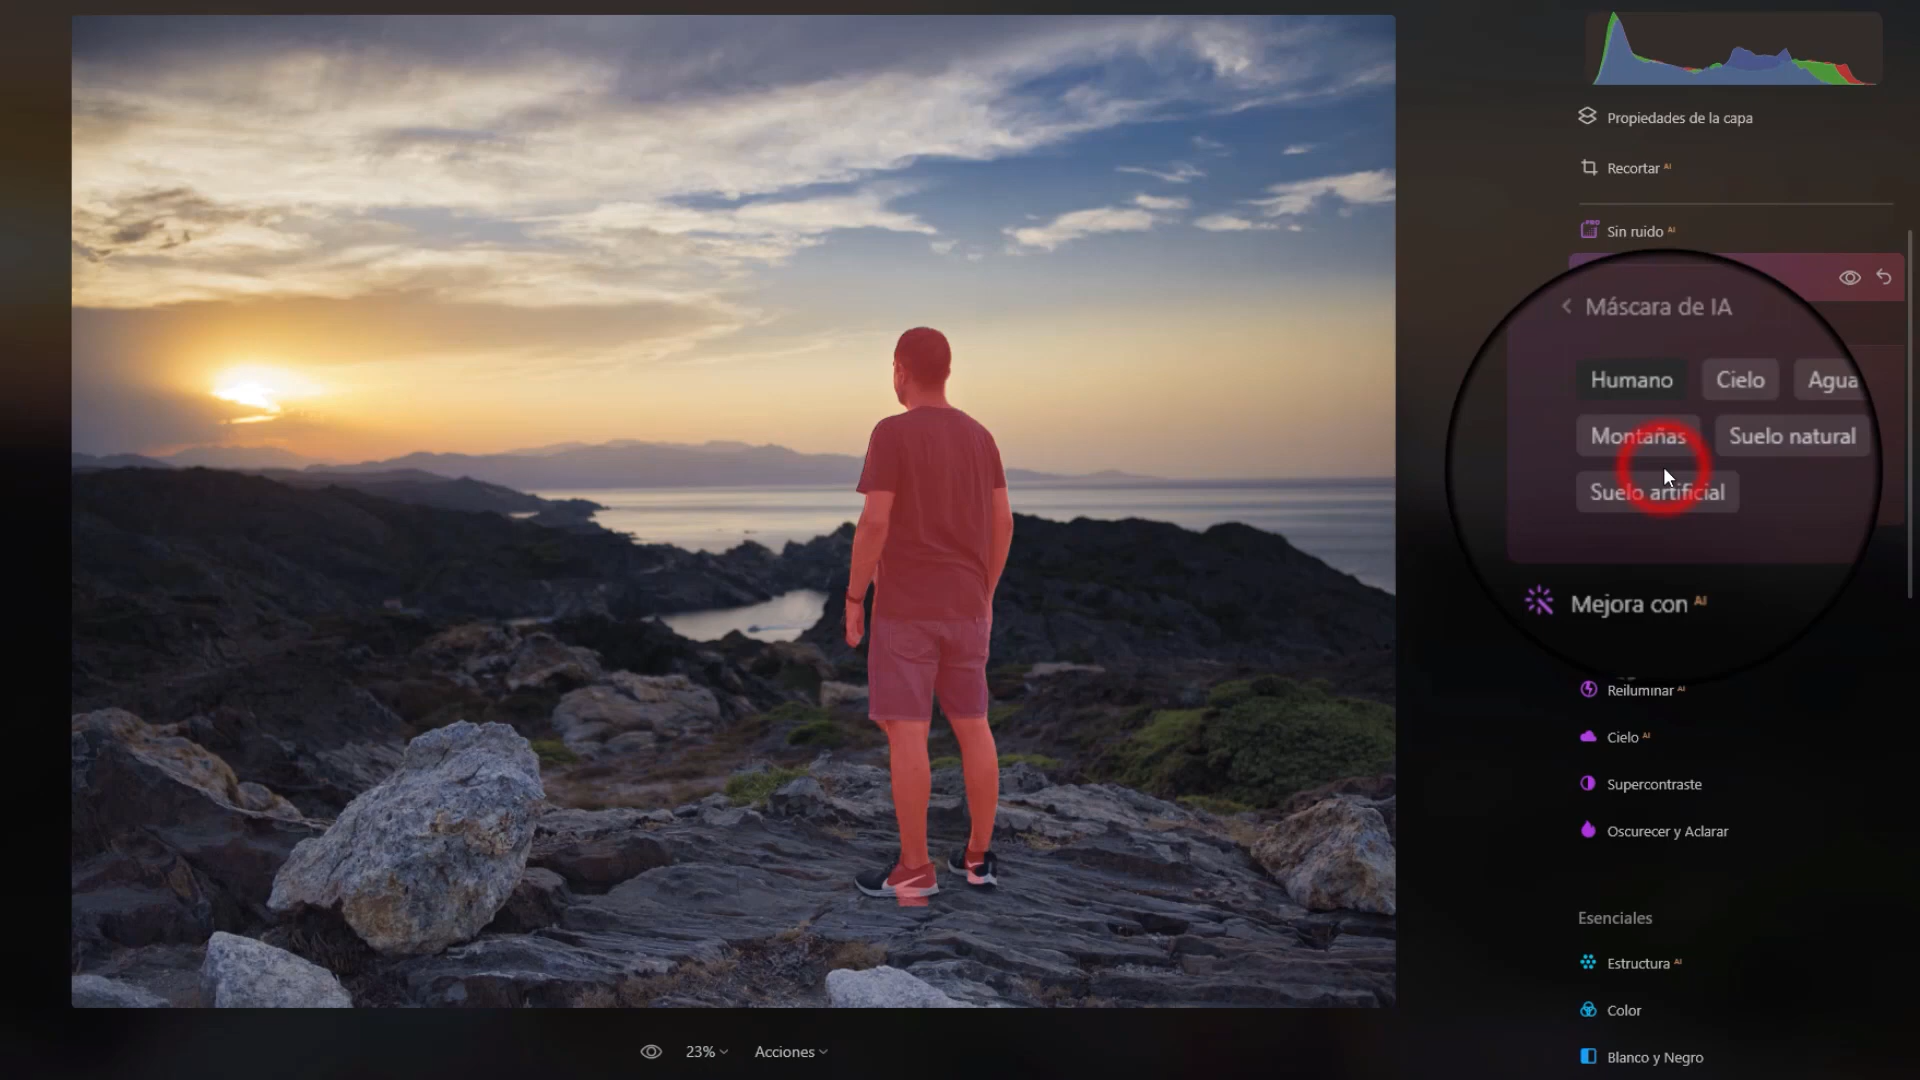 Propiedades de la capa
Recortar AI
Sin ruido AI
Máscara de IA
Humano Cielo Agua
Montañas Suelo natural
Suelo artificial
Mejora con AI
Reiluminar AI
Cielo AI
Supercontraste
Oscurecer y Aclarar
Esenciales
Estructura AI
Color
Blanco y Negro
23% Acciones